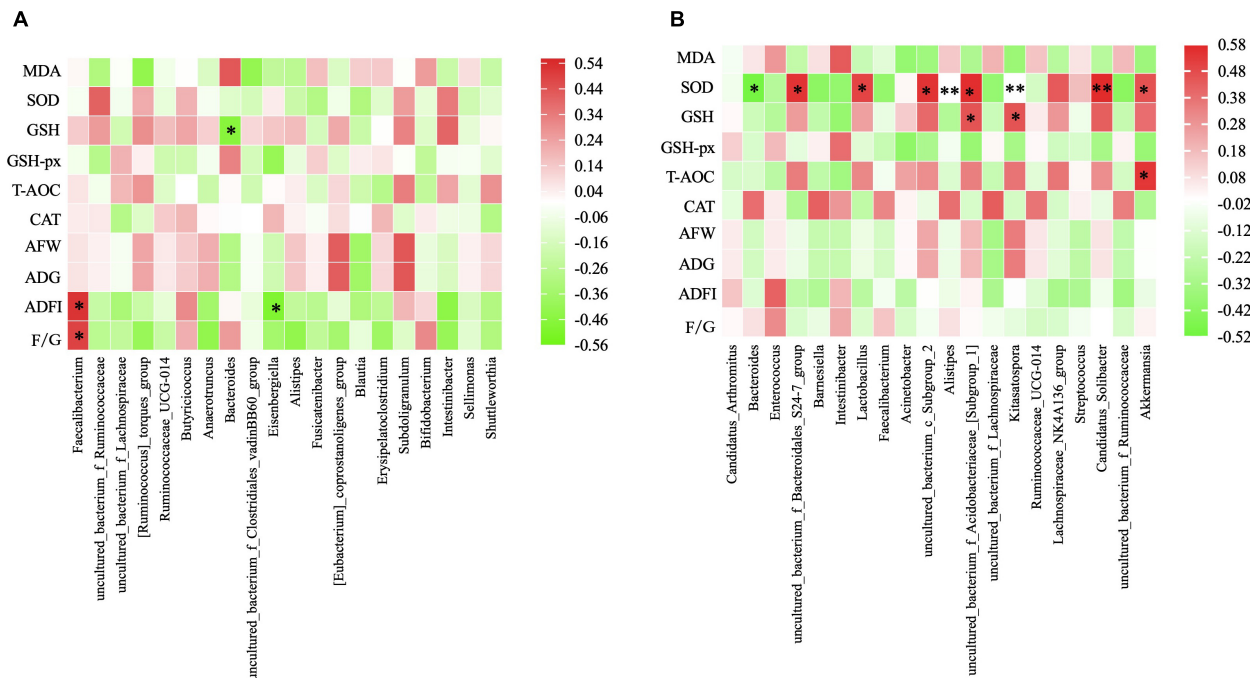 A
MDA
SOD
GSH
GSH-px
T-AOC
CAT
AFW
ADG
ADFI
F/G
*
*
*
*
0.54
0.44
0.34
0.24
0.14
0.04
-0.06
-0.16
-0.26
-0.36
-0.46
-0.56
Faecalibacterium
uncultured_bacterium_f_Ruminococcaceae
uncultured_bacterium_f_Lachnospiraceae
[Ruminococcus]_torques_group
Ruminococcaceae_UCG-014
Butyricicoccus
Anaerotruncus
Bacteroides
uncultured_bacterium_f_Clostridiales_vadinBB60_group
Eisenbergiella
Alistipes
Fusicatenibacter
[Eubacterium]_coprostanoligenes_group
Blautia
Erysipelatoclostridium
Subdoligranulum
Bifidobacterium
Intestinibacter
Sellimonas
Shuttleworthia
B
MDA
SOD
GSH
GSH-px
T-AOC
CAT
AFW
ADG
ADFI
F/G
* * * * ** * ** ** *
* *
*
0.58
0.48
0.38
0.28
0.18
0.08
-0.02
-0.12
-0.22
-0.32
-0.42
-0.52
Candidatus_Arthromitus
Bacteroides
Enterococcus
uncultured_bacterium_f_Bacteroidales_S24-7_group
Barnesiella
Intestinibacter
Lactobacillus
Faecalibacterium
Acinetobacter
uncultured_bacterium_c_Subgroup_2
Alistipes
uncultured_bacterium_f_Acidobacteriaceae_[Subgroup_1]
uncultured_bacterium_f_Lachnospiraceae
Kitasatospora
Ruminococcaceae_UCG-014
Lachnospiraceae_NK4A136_group
Streptococcus
Candidatus_Solibacter
uncultured_bacterium_f_Ruminococcaceae
Akkermansia